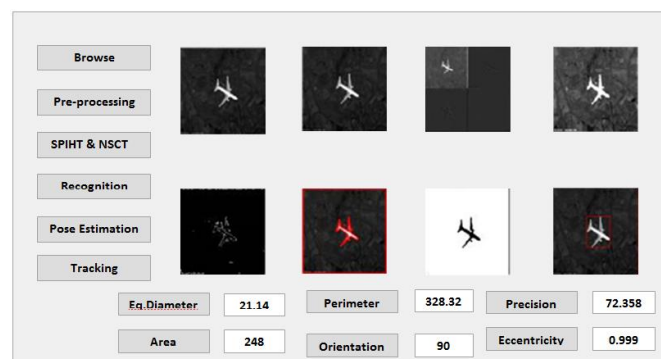 Browse
Pre-processing
SPIHT & NSCT
Recognition
Pose Estimation
Tracking
Eq.Diameter 21.14 Perimeter 328.32 Precision 72.358
Area 248 Orientation 90 Eccentricity 0.999